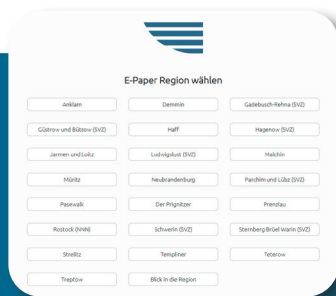 E-Paper Region wählen
Anklam
Demmin
Gadebusch-Rehna (SVZ)
Güstrow und Bützow (SVZ)
Haff
Hagenow (SVZ)
Jarmen und Loitz
Ludwigslust (SVZ)
Malchin
Müritz
Neubrandenburg
Parchim und Lübz (SVZ)
Pasewalk
Der Prignitzer
Prenzlau
Rostock (NNN)
Schwerin (SVZ)
Sternberg Brüel Warin (SVZ)
Strelitz
Templiner
Teterow
Treptow
Blick in die Region